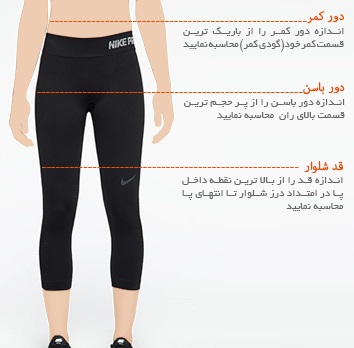 دور کمر
اندازه دور کمر را از باریک ترین
قسمت کمر خود (گودی کمر) محاسبه نمایید
NIKE PRO
دور باسن
اندازه دور باسن را از پر حجم ترین
قسمت بالای ران محاسبه نمایید
قد شلوار
اندازه قد را از بالا ترین نقطه داخل
پا در امتداد درز شلوار تا انتهای پا
محاسبه نمایید